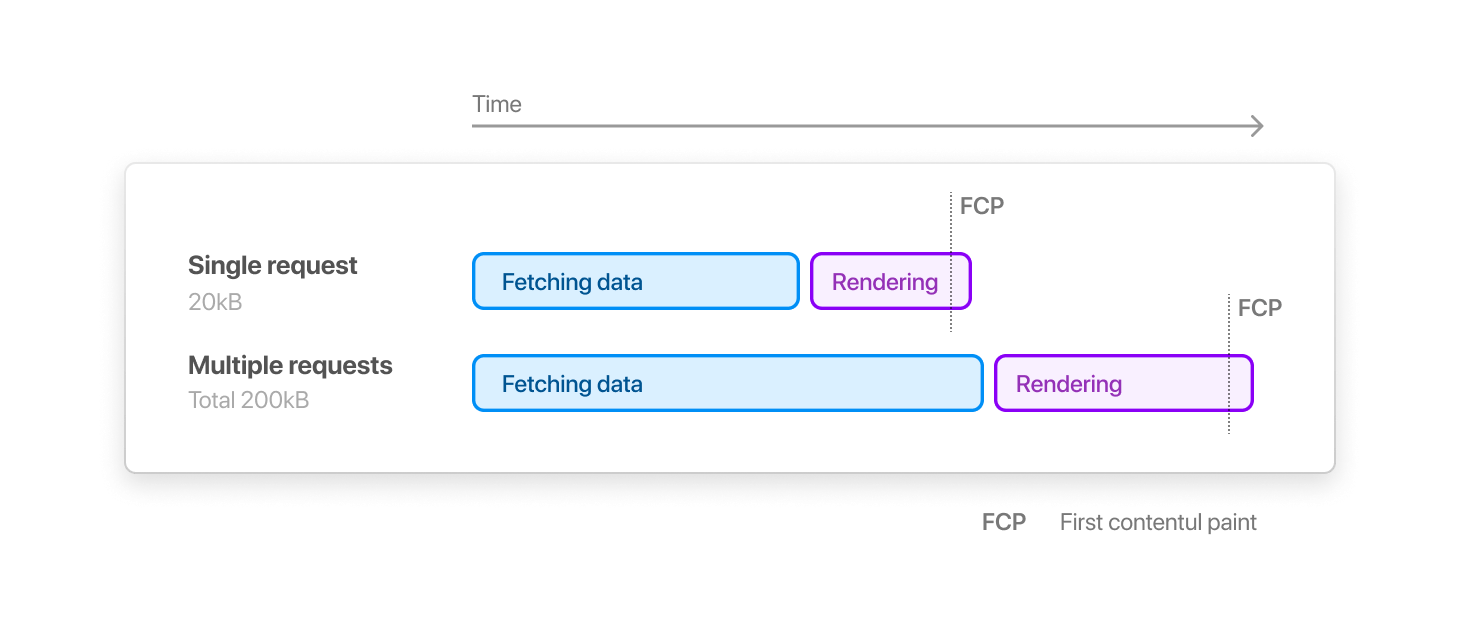 Time
FCP
Single request
Fetching data
Rendering
20kB
FCP
Multiple requests
Fetching data
Rendering
Total 200kB
FCP First contentul paint